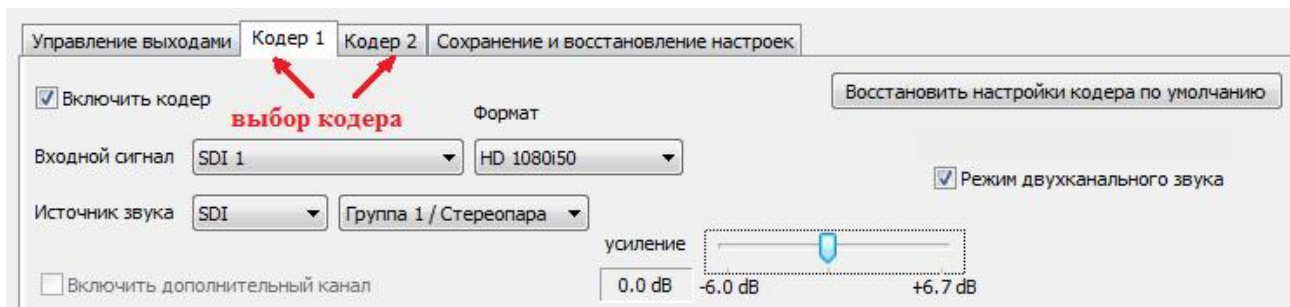 Управление выходами Кодер 1 Кодер 2 Сохранение и восстановление настроек
Включить кодер
Восстановить настройки кодера по умолчанию
выбор кодера
Формат
Входной сигнал SDI 1 HD 1080i50
Режим двухканального звука
Источник звука SDI Группа 1 / Стереопара
усиление
Включить дополнительный канал
0.0 dB -6.0 dB +6.7 dB